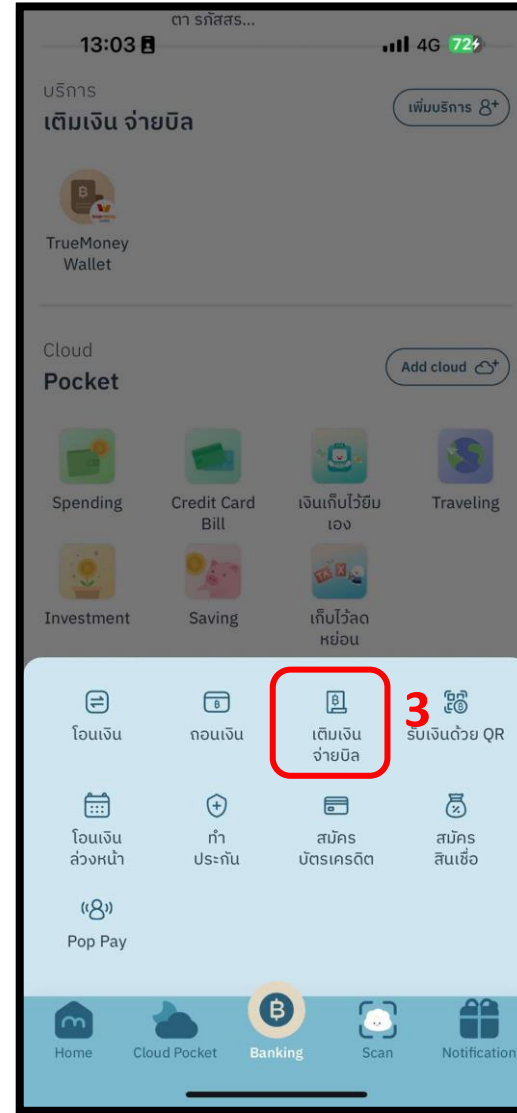 ตา รภัสสร...
13:03 4G 72
บริการ
เติมเงิน จ่ายบิล
เพิ่มบริการ
TrueMoney
Wallet
Cloud
Pocket
Add cloud
Spending Credit Card เงินเก็บไว้ยืม Traveling
Bill เอง
Investment Saving เก็บไว้ลด
หย่อน
โอนเงิน ถอนเงิน เติมเงิน 3 รับเงินด้วย QR
จ่ายบิล
โอนเงิน ทำ สมัคร สมัคร
ล่วงหน้า ประกัน บัตรเครดิต สินเชื่อ
Pop Pay
Home Cloud Pocket Banking Scan Notification